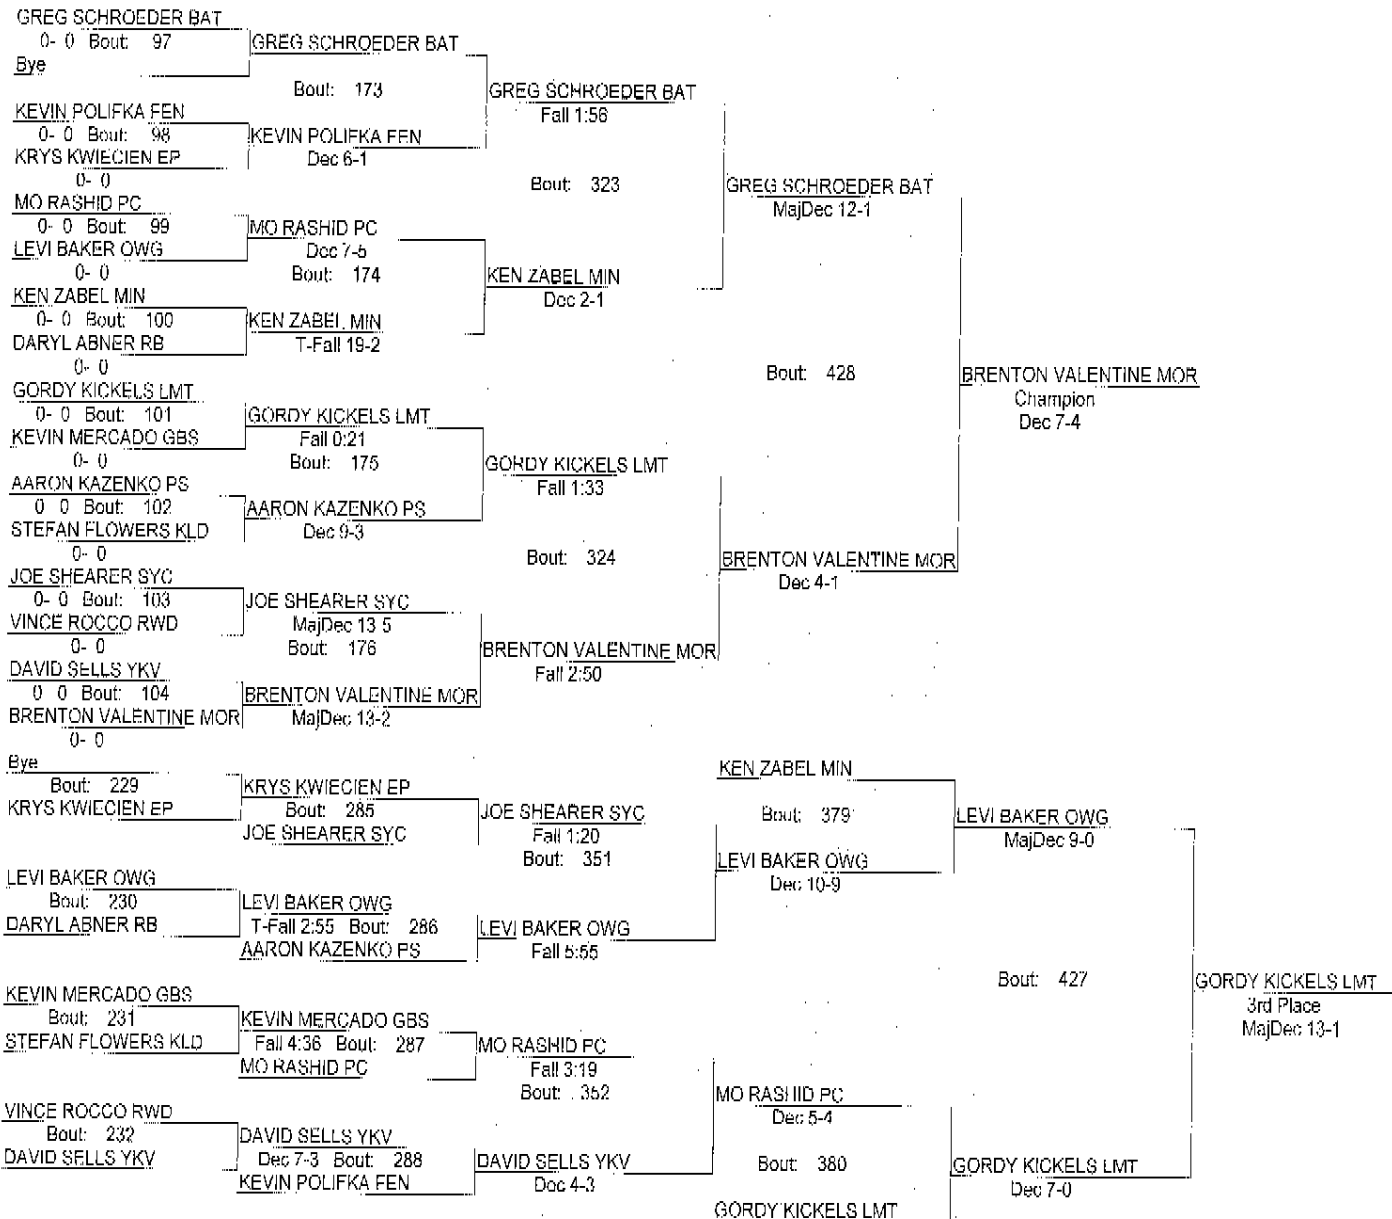 GREG SCHROEDER BAT
0- 0 Bout: 97
Bye
GREG SCHROEDER BAT
Bout: 173
KEVIN POLIFKA FEN
0- 0 Bout: 98
KRYS KWIECIEN EP
0- 0
KEVIN POLIFKA FEN
Dec 6-1
GREG SCHROEDER BAT
Fall 1:56
Bout: 323
MO RASHID PC
0- 0 Bout: 99
LEVI BAKER OWG
0- 0
MO RASHID PC
Dec 7-5
Bout: 174
KEN ZABEL MIN
0- 0 Bout: 100
DARYL ABNER RB
0- 0
KEN ZABEL MIN
T-Fall 19-2
KEN ZABEL MIN
Dec 2-1
GREG SCHROEDER BAT
MajDec 12-1
Bout: 428
GORDY KICKELS LMT
0- 0 Bout: 101
KEVIN MERCADO GBS
0- 0
GORDY KICKELS LMT
Fall 0:21
Bout: 175
AARON KAZENKO PS
0 0 Bout: 102
STEFAN FLOWERS KLD
0- 0
AARON KAZENKO PS
Dec 9-3
GORDY KICKELS LMT
Fall 1:33
Bout: 324
JOE SHEARER SYC
0- 0 Bout: 103
VINCE ROCCO RWD
0- 0
JOE SHEARER SYC
MajDec 13 5
Bout: 176
DAVID SELLS YKV
0 0 Bout: 104
BRENTON VALENTINE MOR
0- 0
BRENTON VALENTINE MOR
MajDec 13-2
BRENTON VALENTINE MOR
Fall 2:50
BRENTON VALENTINE MOR
Dec 4-1
BRENTON VALENTINE MOR
Champion
Dec 7-4
Bye
Bout: 229
KRYS KWIECIEN EP
KRYS KWIECIEN EP
Bout: 285
JOE SHEARER SYC
JOE SHEARER SYC
Fall 1:20
Bout: 351
LEVI BAKER OWG
Bout: 230
DARYL ABNER RB
LEVI BAKER OWG
T-Fall 2:55 Bout: 286
AARON KAZENKO PS
LEVI BAKER OWG
Fall 5:55
KEN ZABEL MIN
Bout: 379
LEVI BAKER OWG
Dec 10-9
LEVI BAKER OWG
MajDec 9-0
Bout: 427
KEVIN MERCADO GBS
Bout: 231
STEFAN FLOWERS KLD
KEVIN MERCADO GBS
Fall 4:36 Bout: 287
MO RASHID PC
MO RASHID PC
Fall 3:19
Bout: 352
VINCE ROCCO RWD
Bout: 232
DAVID SELLS YKV
DAVID SELLS YKV
Dec 7-3 Bout: 288
KEVIN POLIFKA FEN
DAVID SELLS YKV
Dec 4-3
MO RASHID PC
Dec 5-4
Bout: 380
GORDY KICKELS LMT
GORDY KICKELS LMT
Dec 7-0
GORDY KICKELS LMT
3rd Place
MajDec 13-1